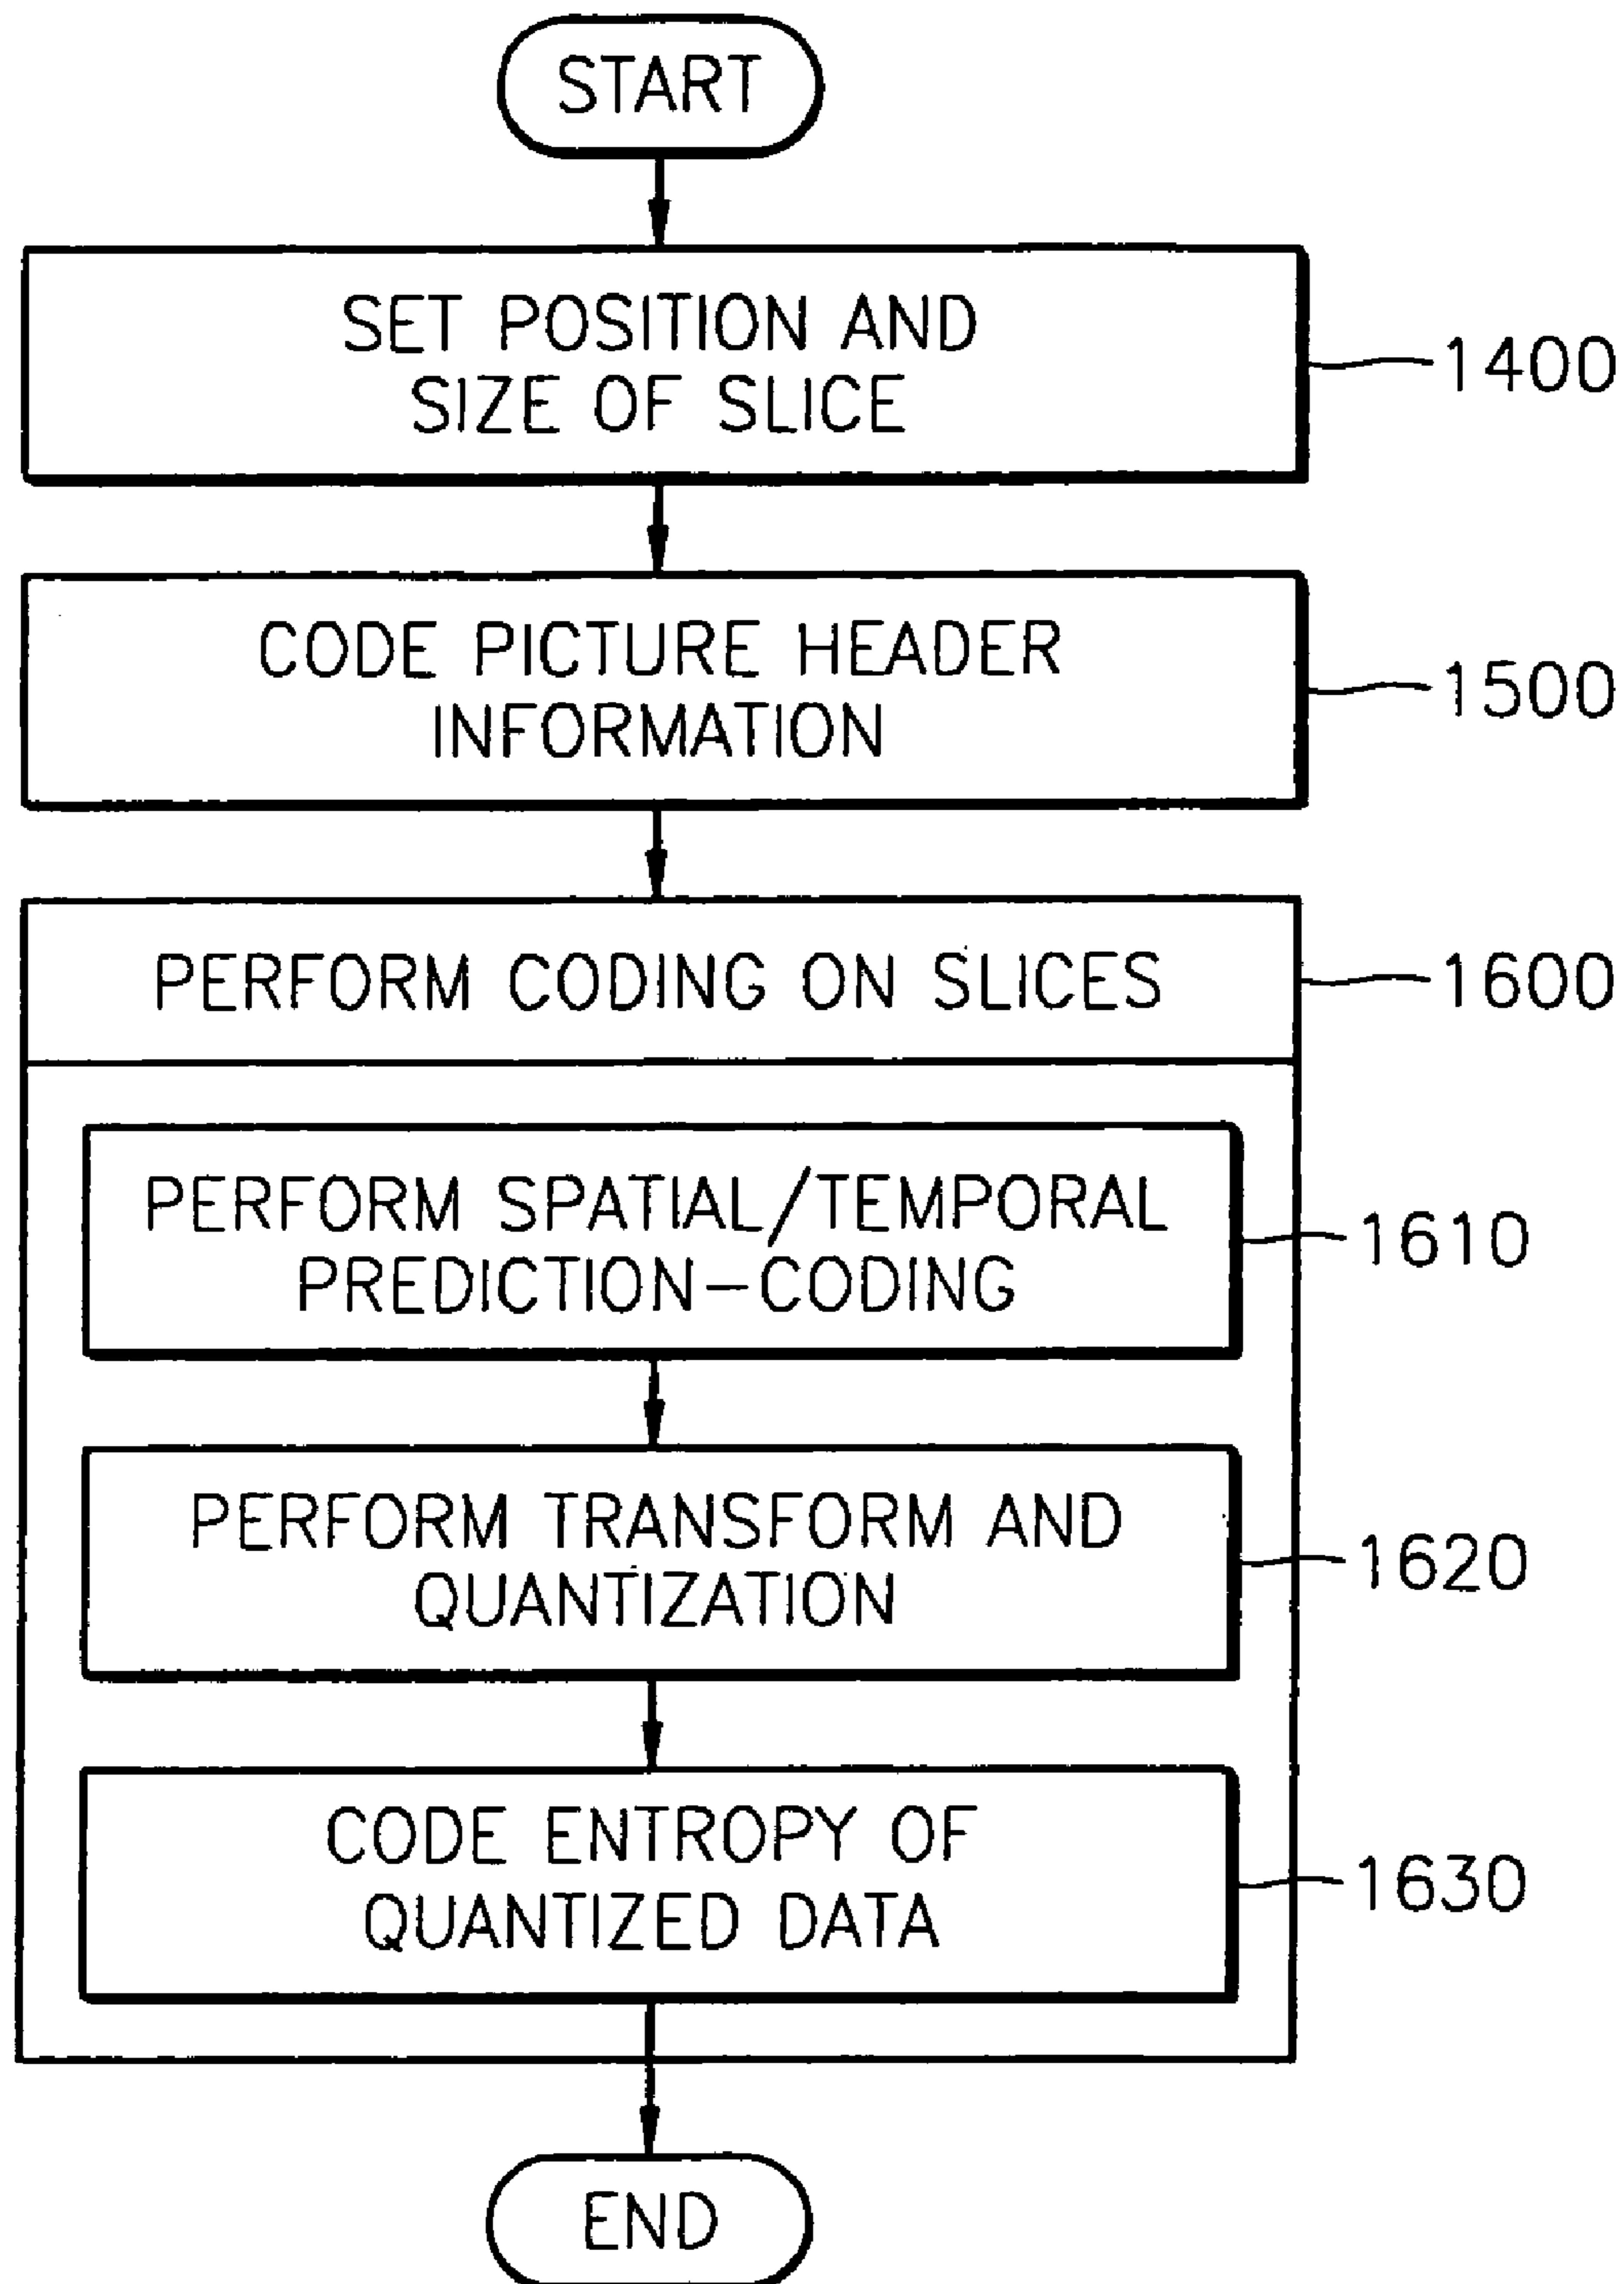 START
SET POSITION AND
SIZE OF SLICE
1400
CODE PICTURE HEADER
INFORMATION
1500
PERFORM CODING ON SLICES
1600
PERFORM SPATIAL/TEMPORAL
PREDICTION-CODING
1610
PERFORM TRANSFORM AND
QUANTIZATION
1620
CODE ENTROPY OF
QUANTIZED DATA
1630
END